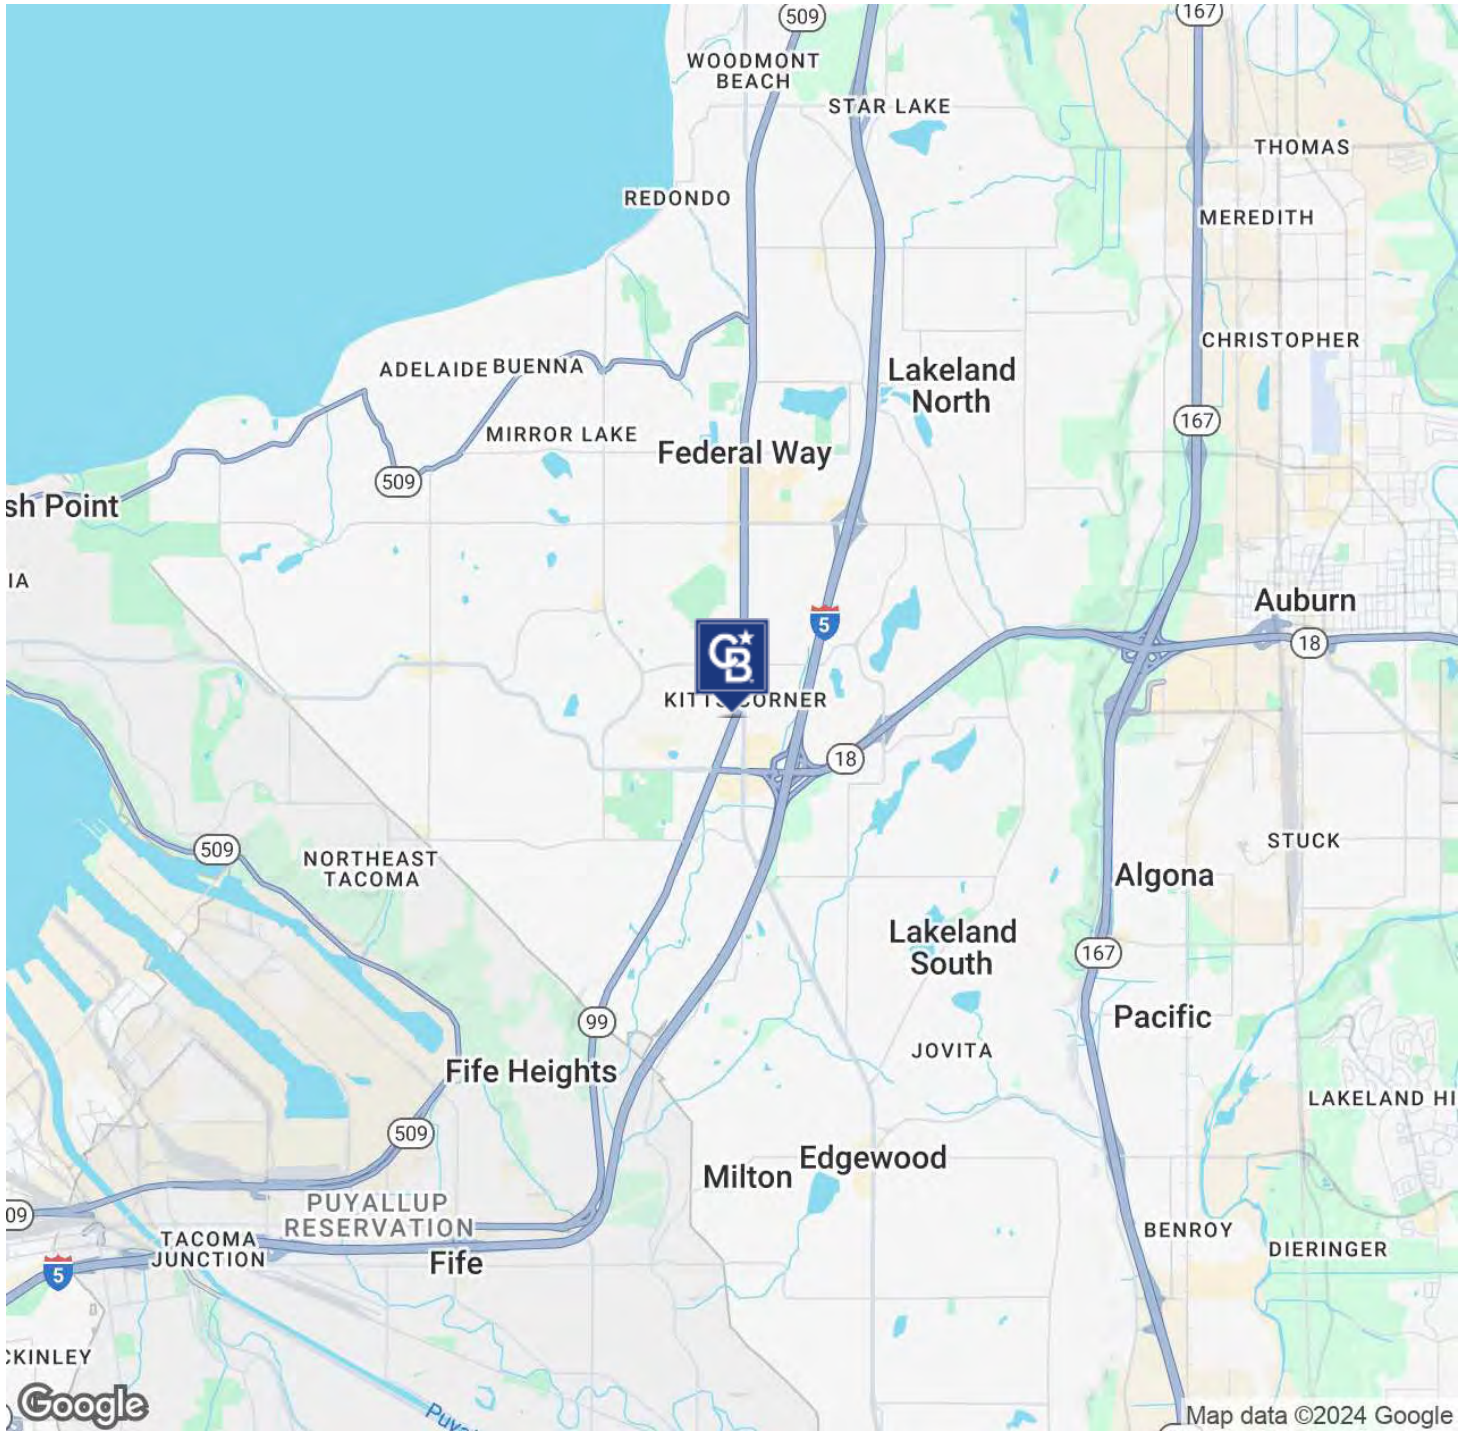 509
167
WOODMONT
BEACH
STAR LAKE
THOMAS
REDONDO
MEREDITH
CHRISTOPHER
ADELAIDE
BUENNA
Lakeland
North
167
MIRROR LAKE
Federal Way
509
sh Point
IA
Auburn
5
18
CB
KITTS CORNER
18
509
NORTHEAST
TACOMA
STUCK
Algona
Lakeland
South
167
99
Pacific
JOVITA
Fife Heights
LAKELAND HI
509
Edgewood
Milton
PUYALLUP
RESERVATION
09
TACOMA
JUNCTION
BENROY
DIERINGER
Fife
5
CKINLEY
Google
Puya
Map data ©2024 Google